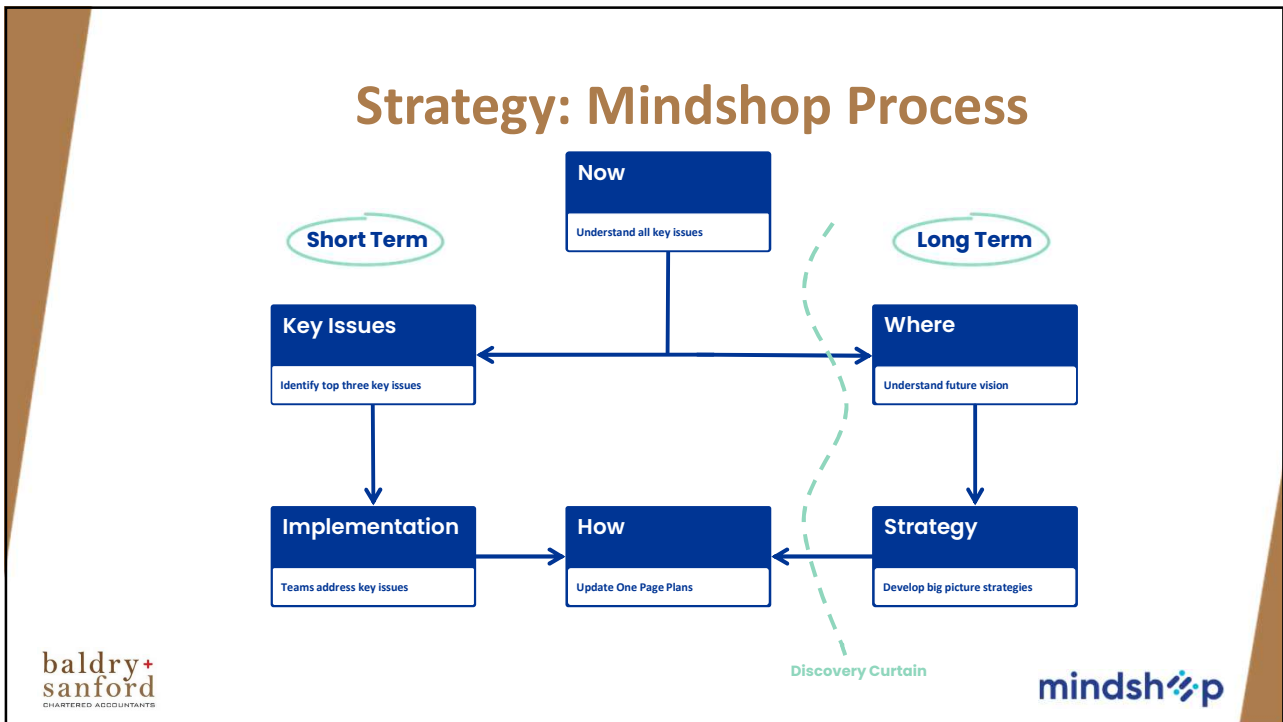 Strategy: Mindshop Process
Now
Understand all key issues
Short Term
Long Term
Key Issues
Identify top three key issues
Where
Understand future vision
Implementation
Teams address key issues
How
Update One Page Plans
Strategy
Develop big picture strategies
Discovery Curtain
baldry+
sanford
CHARTERED ACCOUNTANTS
mindshop